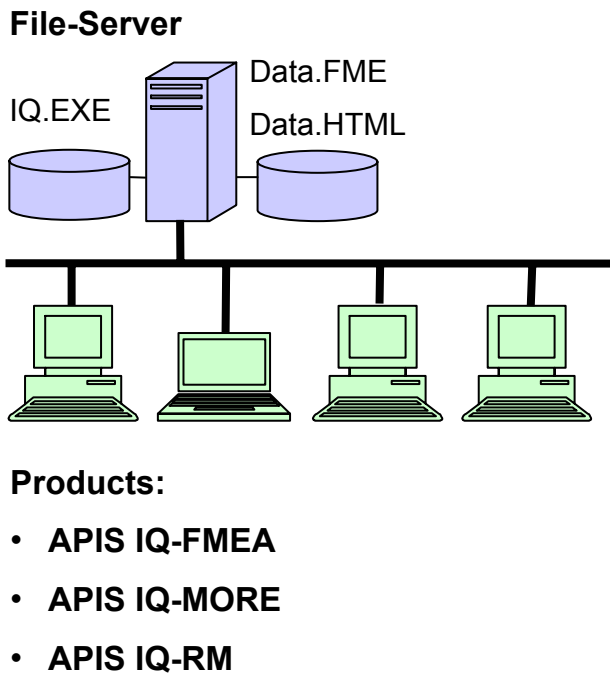 File-Server
Data.FME
IQ.EXE
Data.HTML
Products:
• APIS IQ-FMEA
• APIS IQ-MORE
• APIS IQ-RM